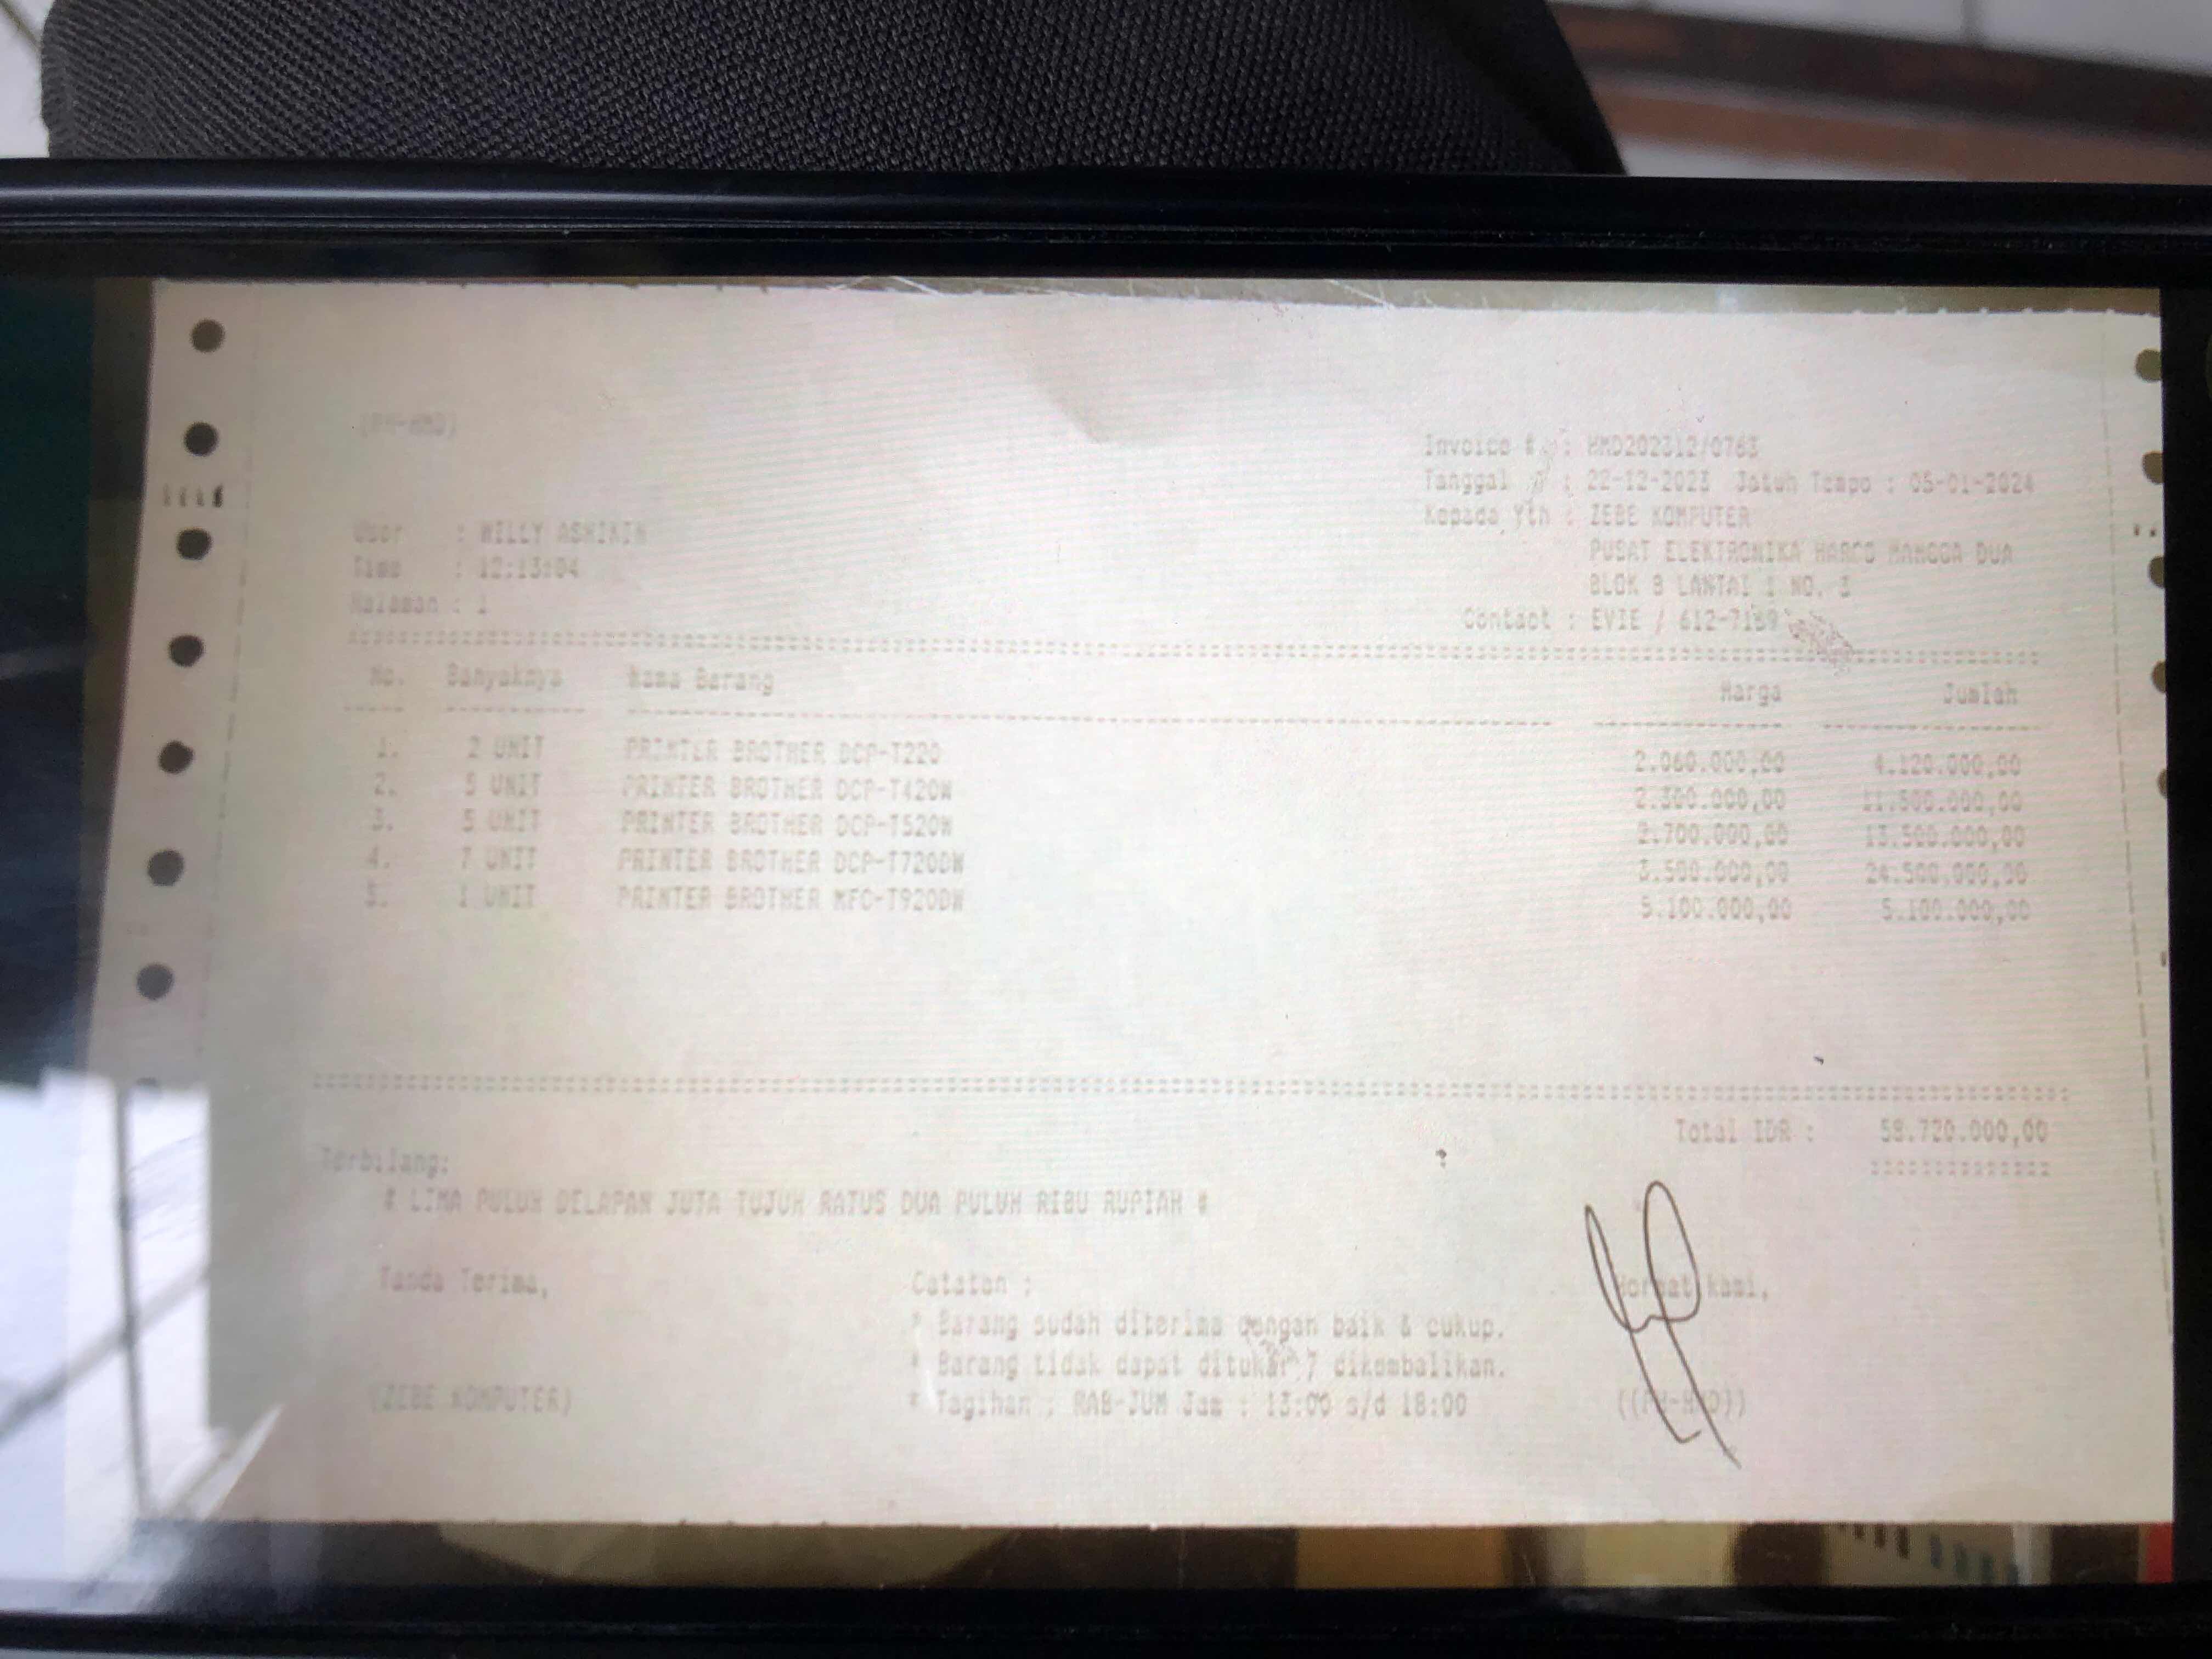 (PM-HMD)
Invoice # : HMD202312/0763
Tanggal : 22-12-2023 Jatuh Tempo : 05-01-2024
Kepada Yth : ZEBE KOMPUTER
PUSAT ELEKTRONIKA HARCO MANGGA DUA
BLOK B LANTAI 1 NO. 3
Contact : EVIE / 612-7189
User : WILLY ASHIKIN
Time : 12:13:04
Halaman : 1
No. Banyaknya Nama Barang Harga Jumlah
1. 2 UNIT PRINTER BROTHER DCP-T220 2.060.000,00 4.120.000,00
2. 5 UNIT PRINTER BROTHER DCP-T420W 2.300.000,00 11.500.000,00
3. 5 UNIT PRINTER BROTHER DCP-T520W 2.700.000,00 13.500.000,00
4. 7 UNIT PRINTER BROTHER DCP-T720DW 3.500.000,00 24.500.000,00
5. 1 UNIT PRINTER BROTHER MFC-T920DW 5.100.000,00 5.100.000,00
Total IDR : 58.720.000,00
Terbilang:
# LIMA PULUH DELAPAN JUTA TUJUH RATUS DUA PULUH RIBU RUPIAH #
Tanda Terima, Catatan : Hormat kami,
* Barang sudah diterima dengan baik & cukup.
* Barang tidak dapat ditukar / dikembalikan.
(ZEBE KOMPUTER) * Tagihan : RAB-JUM Jam : 13:00 s/d 18:00 ((PM-HMD))